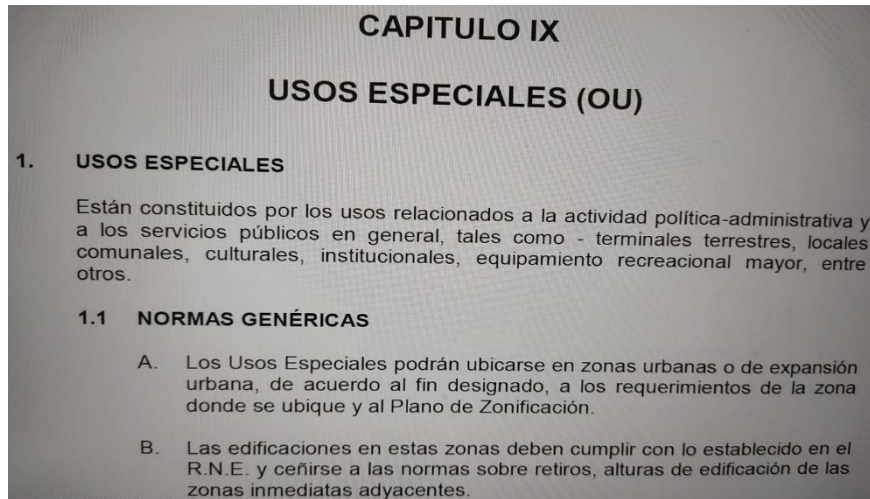 CAPITULO IX
USOS ESPECIALES (OU)
1. USOS ESPECIALES
Están constituidos por los usos relacionados a la actividad política-administrativa y
a los servicios públicos en general, tales como - terminales terrestres, locales
comunales, culturales, institucionales, equipamiento recreacional mayor, entre
otros.
1.1 NORMAS GENÉRICAS
A. Los Usos Especiales podrán ubicarse en zonas urbanas o de expansión
urbana, de acuerdo al fin designado, a los requerimientos de la zona
donde se ubique y al Plano de Zonificación.
B. Las edificaciones en estas zonas deben cumplir con lo establecido en el
R.N.E. y ceñirse a las normas sobre retiros, alturas de edificación de las
zonas inmediatas adyacentes.